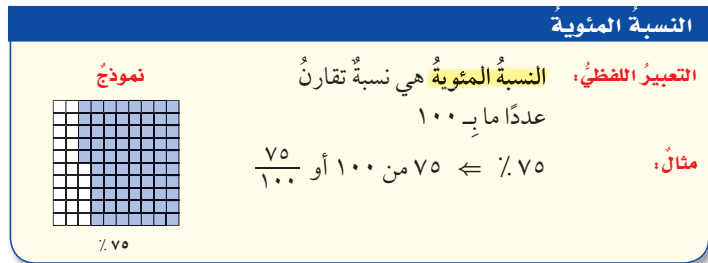 النسبةُ المئويةُ
التعبيرُ اللفظيُّ: النسبةُ المئويةُ هي نسبةٌ تقارنُ
عددًا ما بِـ ١٠٠
مثالٌ: ٧٥٪ ⇐ ٧٥ من ١٠٠ أو ٧٥/١٠٠
نموذجٌ
٧٥٪